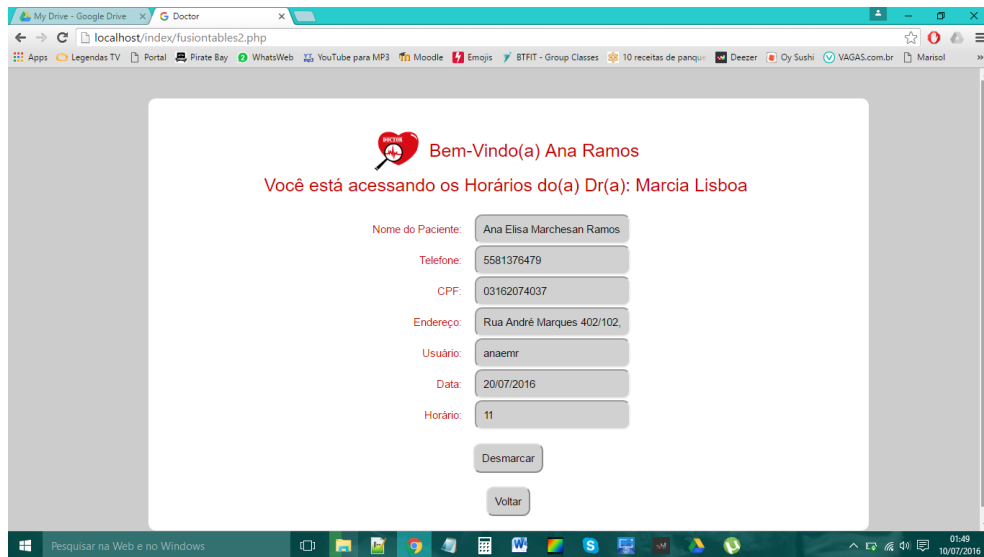 My Drive - Google Drive
Doctor
localhost/index/fusiontables2.php
Apps Legendas TV Portal Pirate Bay WhatsWeb YouTube para MP3 Moodle Emojis BTFIT - Group Classes 10 receitas de panqu Deezer Oy Sushi VAGAS.com.br Marisol »
DOCTOR
Bem-Vindo(a) Ana Ramos
Você está acessando os Horários do(a) Dr(a): Marcia Lisboa
Nome do Paciente: Ana Elisa Marchesan Ramos
Telefone: 5581376479
CPF: 03162074037
Endereço: Rua André Marques 402/102,
Usuário: anaemr
Data: 20/07/2016
Horário: 11
Desmarcar
Voltar
Pesquisar na Web e no Windows
01:49
10/07/2016